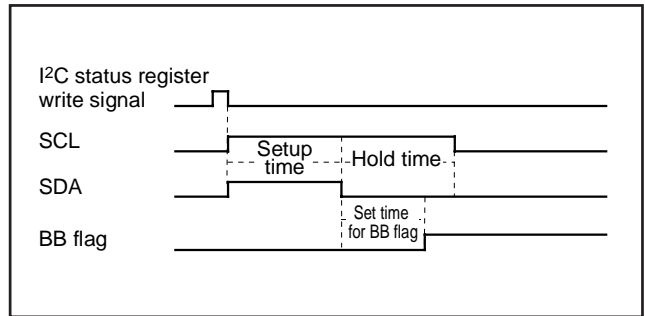 I2C status register
write signal
SCL
Setup
time
Hold time
SDA
Set time
for BB flag
BB flag